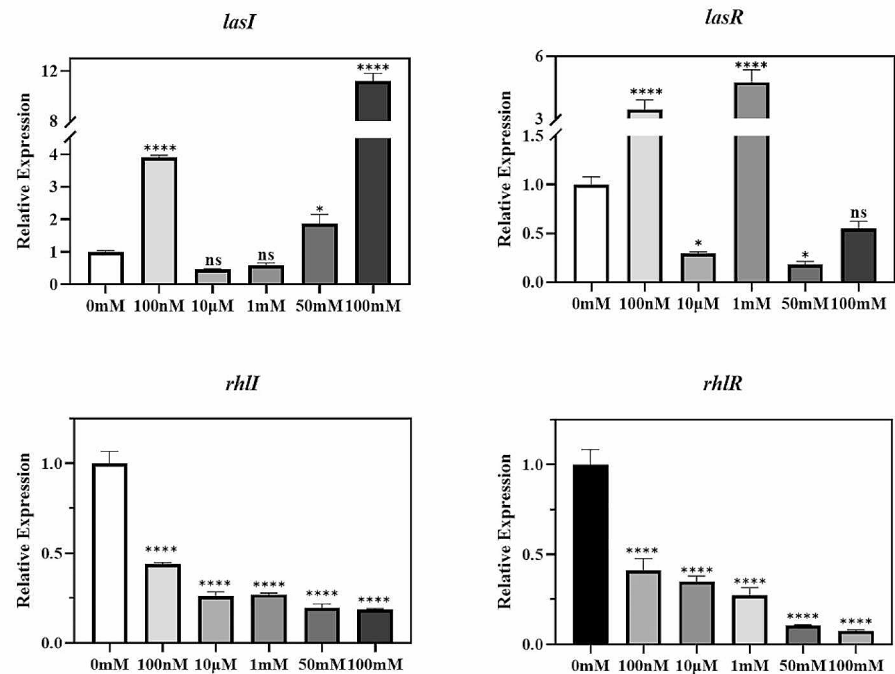 lasI
Relative Expression
12
8
4
3
2
1
0
****
ns
ns
*
****
0mM 100nM 10μM 1mM 50mM 100mM
lasR
Relative Expression
6
3
1.5
1.0
0.5
0.0
****
*
****
*
ns
0mM 100nM 10μM 1mM 50mM 100mM
rhlI
Relative Expression
1.0
0.5
0.0
****
****
****
****
****
0mM 100nM 10μM 1mM 50mM 100mM
rhlR
Relative Expression
1.0
0.5
0.0
****
****
****
****
****
0mM 100nM 10μM 1mM 50mM 100mM